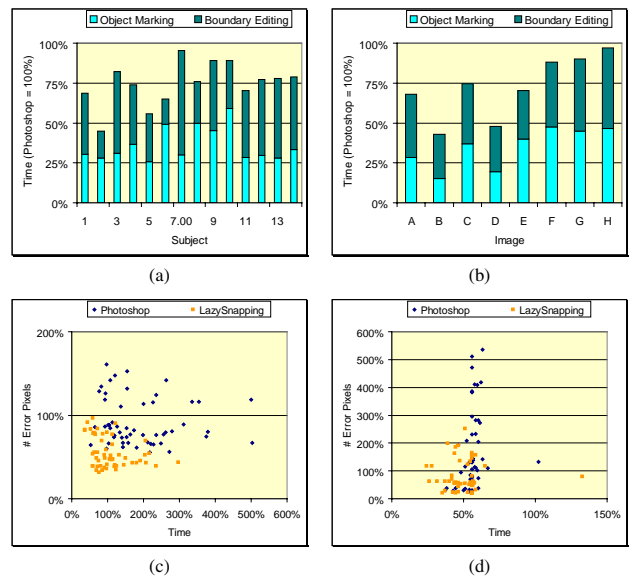 Object Marking Boundary Editing
100%
75%
50%
25%
0%
Time (Photoshop = 100%)
1 3 5 7.00 9 11 13
Subject
(a)
Object Marking Boundary Editing
100%
75%
50%
25%
0%
Time (Photoshop = 100%)
A B C D E F G H
Image
(b)
Photoshop LazySnapping
200%
100%
0%
# Error Pixels
0% 100% 200% 300% 400% 500% 600%
Time
(c)
Photoshop LazySnapping
600%
500%
400%
300%
200%
100%
0%
# Error Pixels
0% 50% 100% 150%
Time
(d)